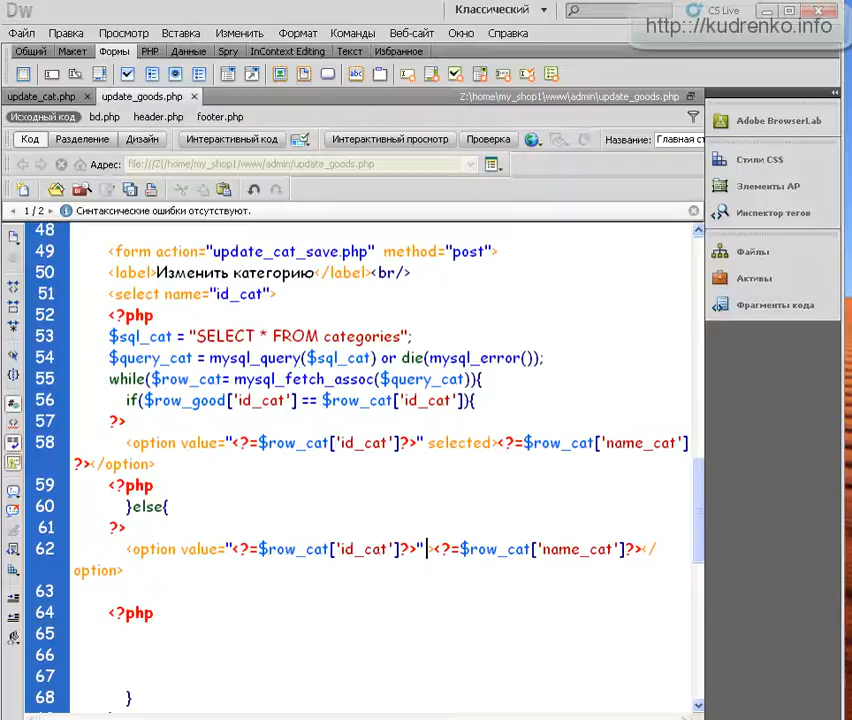 Dw
Классический
CS Live
http://kudrenko.info
Файл Правка Просмотр Вставка Изменить Формат Команды Веб-сайт Окно Справка
Общий Макет Формы PHP Данные Spry InContext Editing Текст Избранное
update_cat.php update_goods.php Z:\home\my_shop1\www\admin\update_goods.php
Исходный код bd.php header.php footer.php
Код Разделение Дизайн Интерактивный код Интерактивный просмотр Проверка Название: Главная ст
Адрес: file:///Z|/home/my_shop1/www/admin/update_goods.php
1 / 2 Синтаксические ошибки отсутствуют.
48
49 <form action="update_cat_save.php" method="post">
50 <label>Изменить категорию</label><br/>
51 <select name="id_cat">
52 <?php
53 $sql_cat = "SELECT * FROM categories";
54 $query_cat = mysql_query($sql_cat) or die(mysql_error());
55 while($row_cat= mysql_fetch_assoc($query_cat)){
56 if($row_good['id_cat'] == $row_cat['id_cat']){
57 ?>
58 <option value="<?=$row_cat['id_cat']?>" selected><?=$row_cat['name_cat']
?></option>
59 <?php
60 }else{
61 ?>
62 <option value="<?=$row_cat['id_cat']?>" ><?=$row_cat['name_cat']?></
option>
63
64 <?php
65
66
67
68 }
Adobe BrowserLab
Стили CSS
Элементы AP
Инспектор тегов
Файлы
Активы
Фрагменты кода